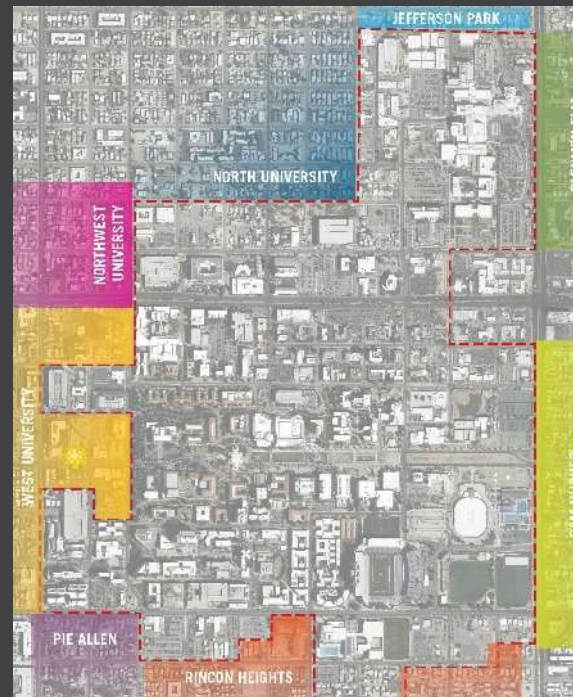 JEFFERSON PARK
NORTH UNIVERSITY
NORTHWEST
UNIVERSITY
WEST UNIVERSITY
PIE ALLEN
RINCON HEIGHTS